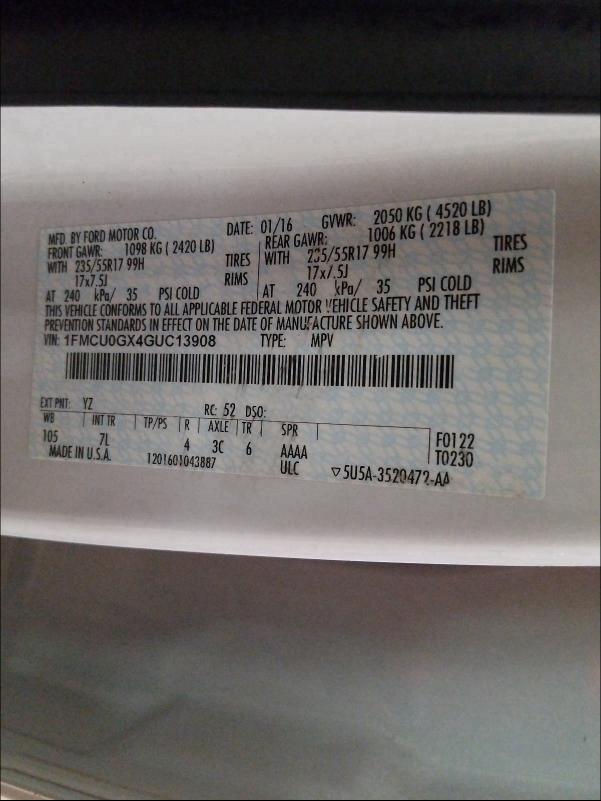 MFD. BY FORD MOTOR CO. DATE: 01/16 GVWR: 2050 KG ( 4520 LB)
FRONT GAWR: 1098 KG ( 2420 LB) REAR GAWR: 1006 KG ( 2218 LB)
WITH 235/55R17 99H TIRES WITH 235/55R17 99H TIRES
17x7.5J RIMS 17x7.5J RIMS
AT 240 kPa/ 35 PSI COLD AT 240 kPa/ 35 PSI COLD
THIS VEHICLE CONFORMS TO ALL APPLICABLE FEDERAL MOTOR VEHICLE SAFETY AND THEFT
PREVENTION STANDARDS IN EFFECT ON THE DATE OF MANUFACTURE SHOWN ABOVE.
VIN: 1FMCU0GX4GUC13908 TYPE: MPV
EXT PNT: YZ RC: 52 DSO:
WB INT TR TP/PS R AXLE TR SPR
105 7L 4 3C 6 AAAA F0122
MADE IN U.S.A. 1201601043887 ULC T0230
▽5U5A-3520472-AA